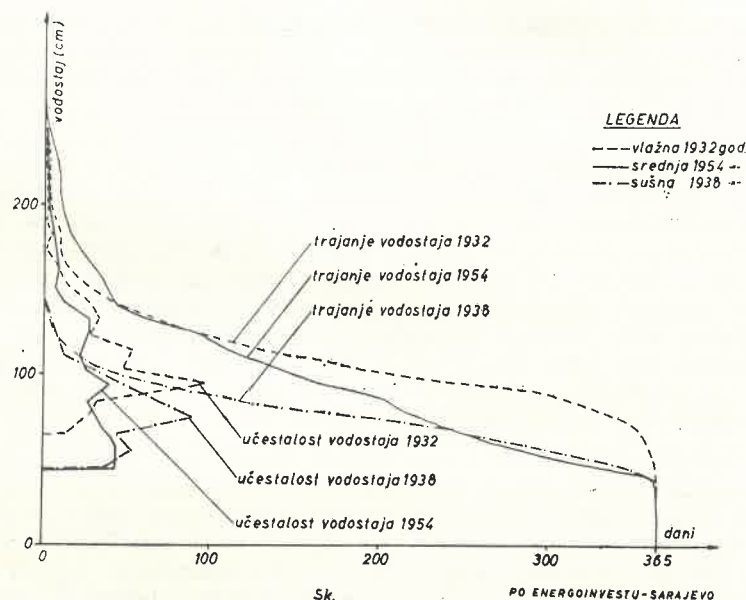 vodostaj (cm)
LEGENDA
vlažna 1932 god.
srednja 1954 -"-
sušna 1938 -"-
200
trajanje vodostaja 1932
trajanje vodostaja 1954
trajanje vodostaja 1938
100
učestalost vodostaja 1932
učestalost vodostaja 1938
učestalost vodostaja 1954
dani
0
0 100 200 300 365
Sk.
PO ENERGOINVESTU-SARAJEVO